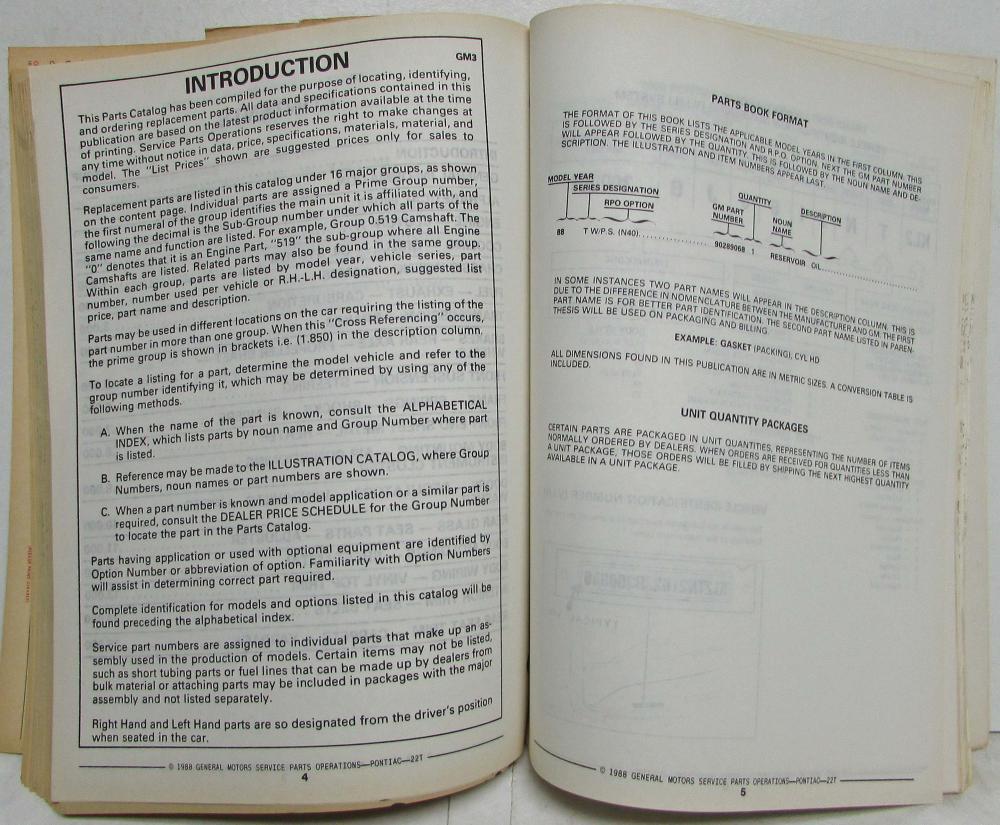 INTRODUCTION
GM3
This Parts Catalog has been compiled for the purpose of locating, identifying,
and ordering replacement parts. All data and specifications contained in this
publication are based on the latest product information available at the time
of printing. Service Parts Operations reserves the right to make changes at
any time without notice in data, price, specifications, materials, material, and
model. The "List Prices" shown are suggested prices only for sales to
consumers.
Replacement parts are listed in this catalog under 16 major groups, as shown
on the content page. Individual parts are assigned a Prime Group number,
the first numeral of the group identifies the main unit it is affiliated with, and
following the decimal is the Sub-Group number under which all parts of the
same name and function are listed. For example, Group 0.519 Camshaft. The
"0" denotes that it is an Engine Part, "519" the sub-group where all Engine
Camshafts are listed. Related parts may also be found in the same group.
Within each group, parts are listed by model year, vehicle series, part
number, number used per vehicle or R.H.-L.H. designation, suggested list
price, part name and description.
Parts may be used in different locations on the car requiring the listing of the
part number in more than one group. When this "Cross Referencing" occurs,
the prime group is shown in brackets i.e. (1.850) in the description column.
To locate a listing for a part, determine the model vehicle and refer to the
group number identifying it, which may be determined by using any of the
following methods.
A. When the name of the part is known, consult the ALPHABETICAL
INDEX, which lists parts by noun name and Group Number where part
is listed.
B. Reference may be made to the ILLUSTRATION CATALOG, where Group
Numbers, noun names or part numbers are shown.
C. When a part number is known and model application or a similar part is
required, consult the DEALER PRICE SCHEDULE for the Group Number
to locate the part in the Parts Catalog.
Parts having application or used with optional equipment are identified by
Option Number or abbreviation of option. Familiarity with Option Numbers
will assist in determining correct part required.
Complete identification for models and options listed in this catalog will be
found preceding the alphabetical index.
Service part numbers are assigned to individual parts that make up an as-
sembly used in the production of models. Certain items may not be listed,
such as short tubing parts or fuel lines that can be made up by dealers from
bulk material or attaching parts may be included in packages with the major
assembly and not listed separately.
Right Hand and Left Hand parts are so designated from the driver's position
when seated in the car.
© 1988 GENERAL MOTORS SERVICE PARTS OPERATIONS—PONTIAC—22T
4
PARTS BOOK FORMAT
THE FORMAT OF THIS BOOK LISTS THE APPLICABLE MODEL YEARS IN THE FIRST COLUMN. THIS
IS FOLLOWED BY THE SERIES DESIGNATION AND R.P.O. OPTION. NEXT THE GM PART NUMBER
WILL APPEAR FOLLOWED BY THE QUANTITY. THIS IS FOLLOWED BY THE NOUN NAME AND DE-
SCRIPTION. THE ILLUSTRATION AND ITEM NUMBERS APPEAR LAST.
MODEL YEAR
SERIES DESIGNATION
RPO OPTION
QUANTITY
GM PART
NUMBER
NOUN
NAME
DESCRIPTION
88 T W/P.S. (N40).................. 90289068 1 RESERVOIR OIL........................
IN SOME INSTANCES TWO PART NAMES WILL APPEAR IN THE DESCRIPTION COLUMN. THIS IS
DUE TO THE DIFFERENCE IN NOMENCLATURE BETWEEN THE MANUFACTURER AND GM. THE FIRST
PART NAME IS FOR BETTER PART IDENTIFICATION. THE SECOND PART NAME LISTED IN PAREN-
THESIS WILL BE USED ON PACKAGING AND BILLING.
EXAMPLE: GASKET (PACKING), CYL HD
ALL DIMENSIONS FOUND IN THIS PUBLICATION ARE IN METRIC SIZES. A CONVERSION TABLE IS
INCLUDED.
UNIT QUANTITY PACKAGES
CERTAIN PARTS ARE PACKAGED IN UNIT QUANTITIES, REPRESENTING THE NUMBER OF ITEMS
NORMALLY ORDERED BY DEALERS. WHEN ORDERS ARE RECEIVED FOR QUANTITIES LESS THAN
A UNIT PACKAGE, THOSE ORDERS WILL BE FILLED BY SHIPPING THE NEXT HIGHEST QUANTITY
AVAILABLE IN A UNIT PACKAGE.
© 1988 GENERAL MOTORS SERVICE PARTS OPERATIONS—PONTIAC—22T
5